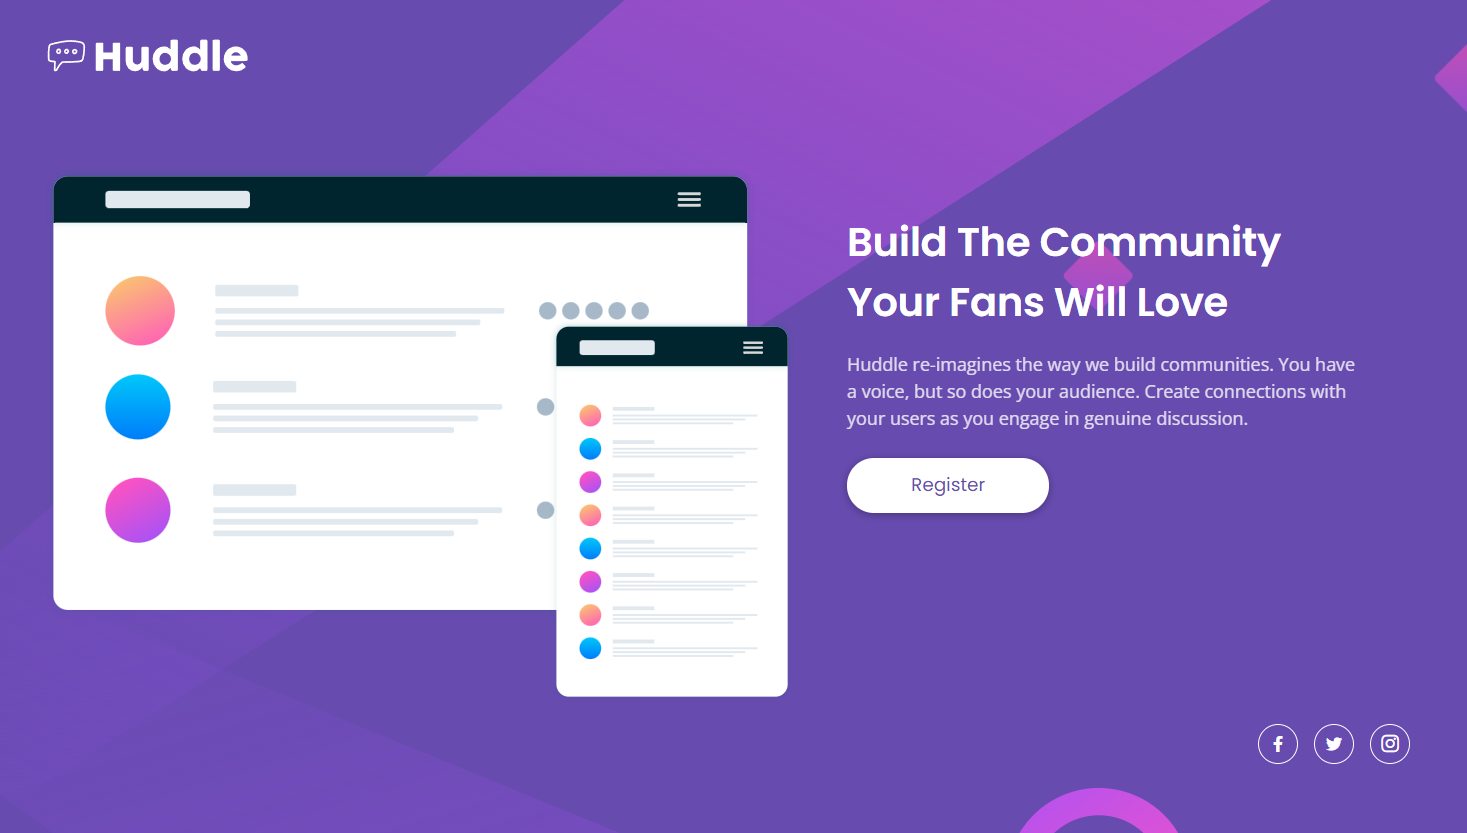 Huddle
Build The Community
Your Fans Will Love
Huddle re-imagines the way we build communities. You have
a voice, but so does your audience. Create connections with
your users as you engage in genuine discussion.
Register